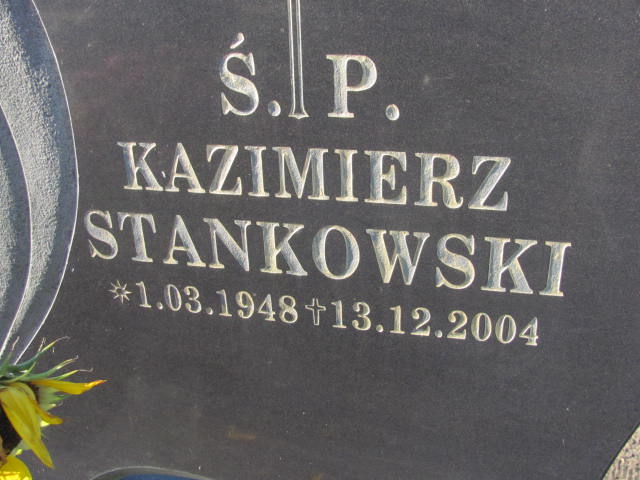 Ś. P.
KAZIMIERZ
STANKOWSKI
*1.03.1948 †13.12.2004